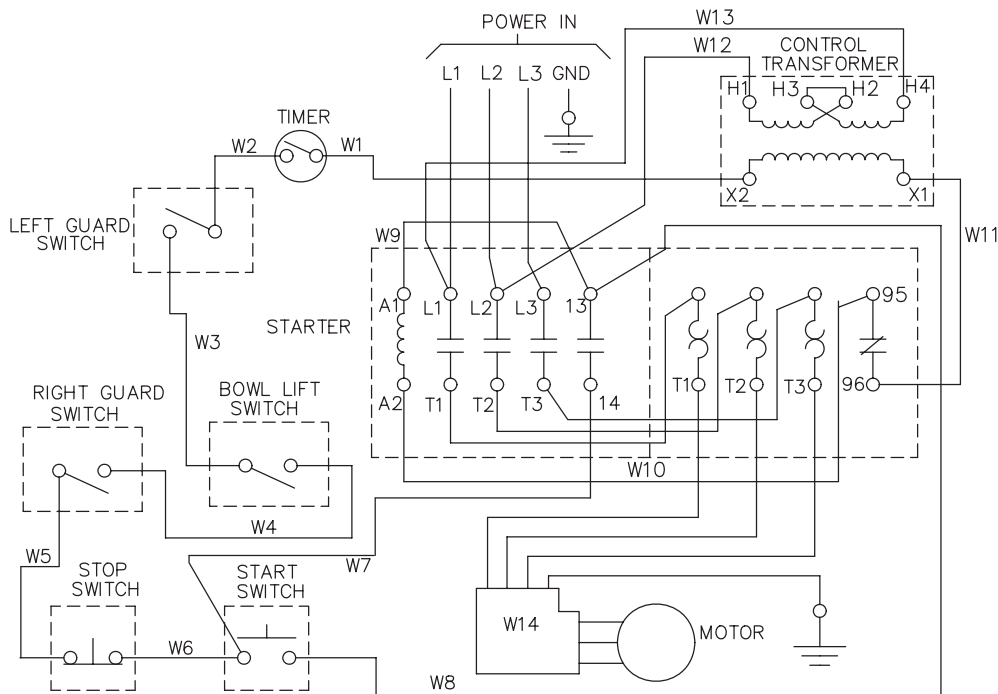 W13
POWER IN
W12
CONTROL
TRANSFORMER
L1 L2 L3 GND
H1 H3 H2 H4
TIMER
W2 W1
X2 X1
LEFT GUARD
SWITCH
W9
W11
A1 L1 L2 L3 13 95
STARTER
W3
RIGHT GUARD
SWITCH
BOWL LIFT
SWITCH
A2 T1 T2 T3 14 T1 T2 T3 96
W10
W4
W5
W7
STOP
SWITCH
START
SWITCH
W14
MOTOR
W6
W8